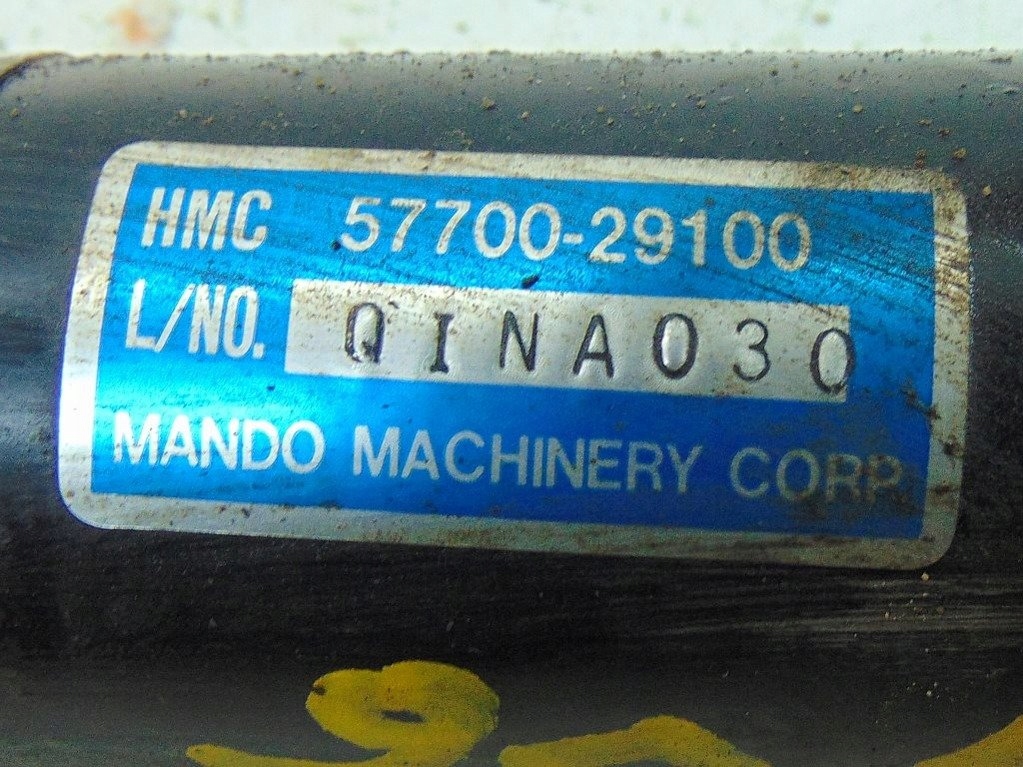 HMC 57700-29100
L/NO. QINA030
MANDO MACHINERY CORP.